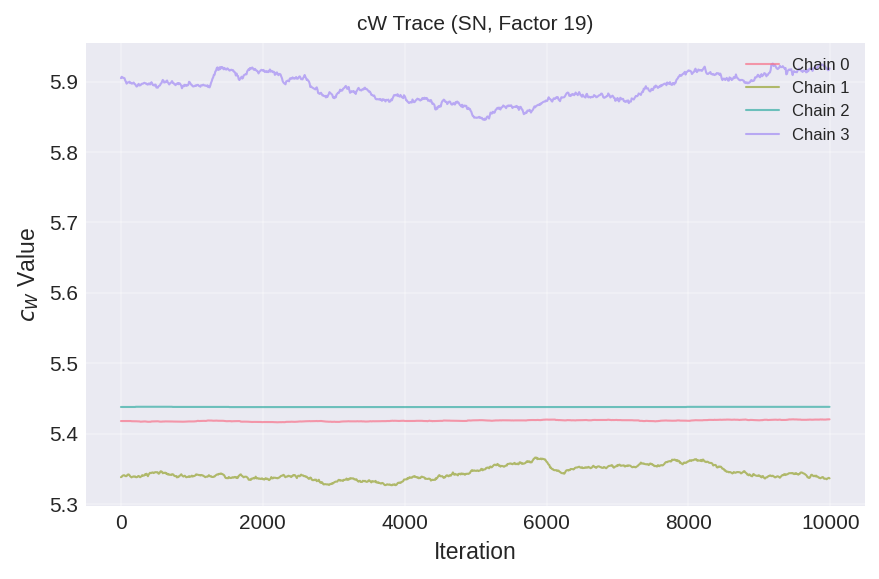 cW Trace (SN, Factor 19)
Chain 0
Chain 1
Chain 2
Chain 3
5.9
5.8
5.7
5.6
5.5
5.4
5.3
c_W Value
0 2000 4000 6000 8000 10000
Iteration